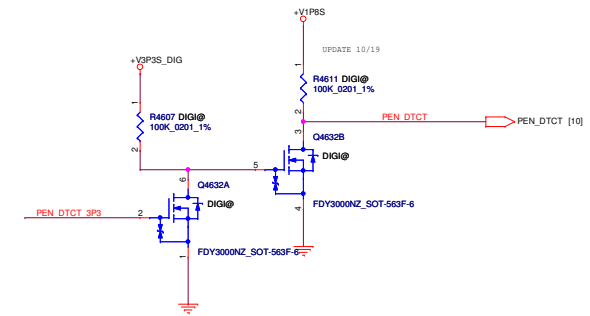 +V1P8S
UPDATE 10/19
+V3P3S_DIG
1
R4611 DIGI@
100K_0201_1%
2
1
R4607 DIGI@
100K_0201_1%
2
PEN_DTCT
PEN_DTCT [10]
3
Q4632B
5
DIGI@
6
Q4632A
4
FDY3000NZ_SOT-563F-6
DIGI@
PEN_DTCT_3P3
2
1
FDY3000NZ_SOT-563F-6